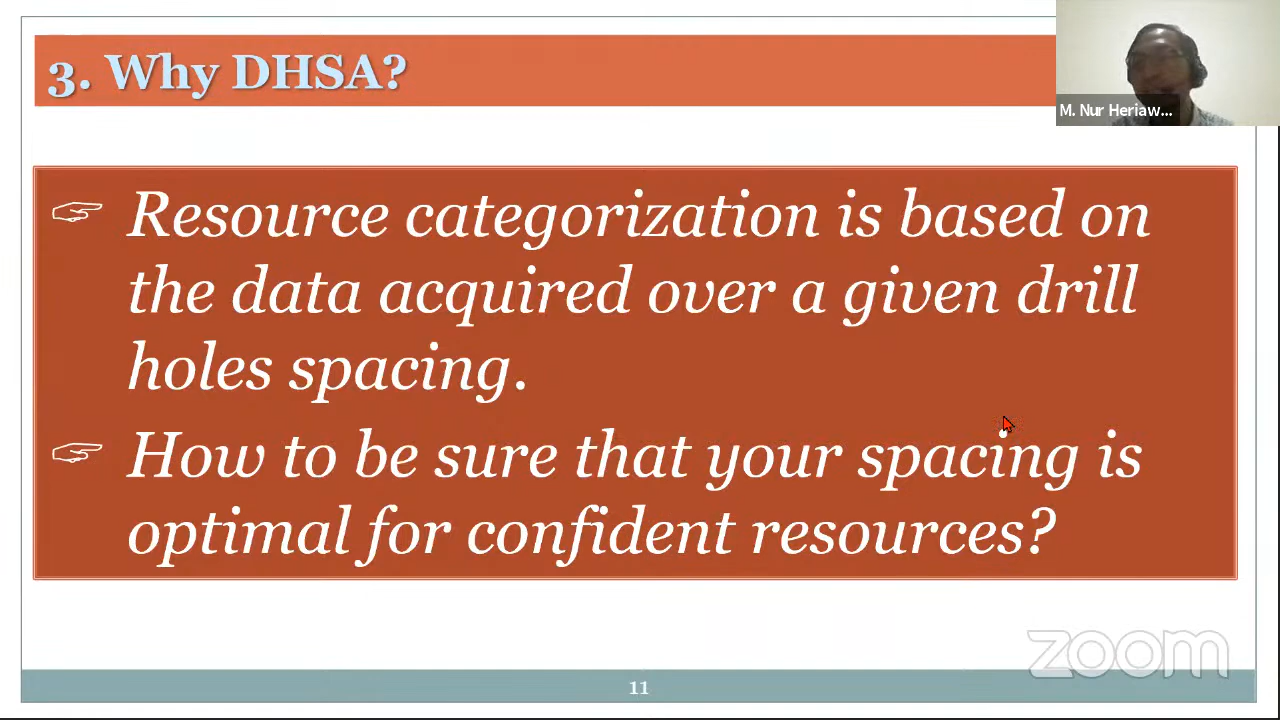 3. Why DHSA?
M. Nur Heriaw...
Resource categorization is based on
the data acquired over a given drill
holes spacing.
How to be sure that your spacing is
optimal for confident resources?
zoom
11